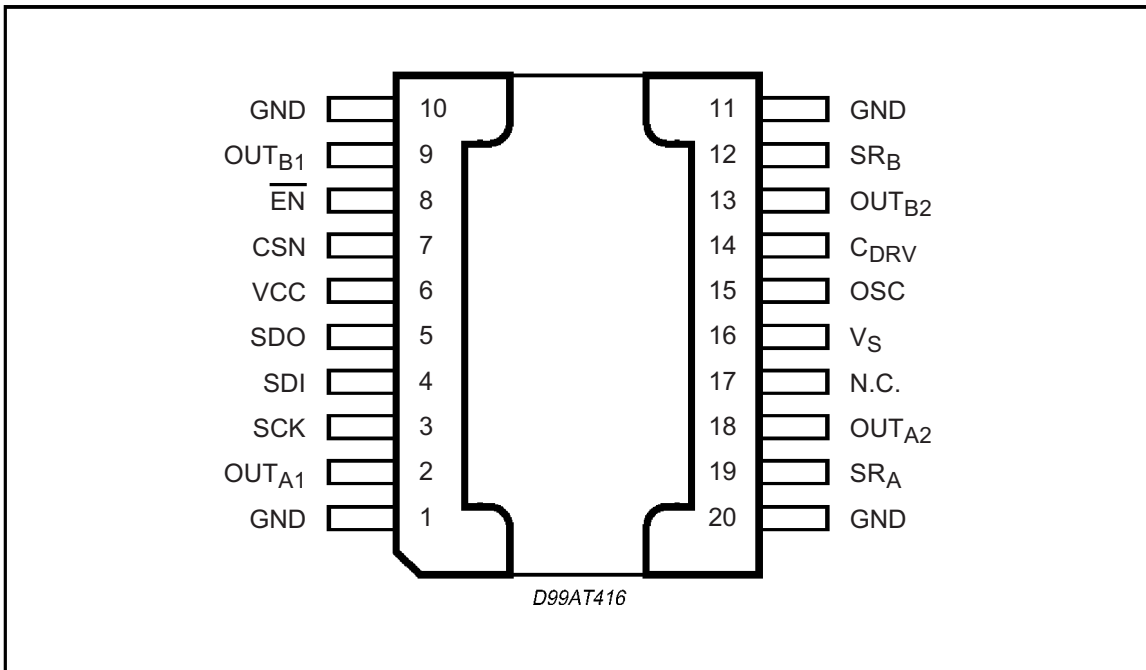 GND 10 11 GND
OUTB1 9 12 SRB
EN 8 13 OUTB2
CSN 7 14 CDRV
VCC 6 15 OSC
SDO 5 16 VS
SDI 4 17 N.C.
SCK 3 18 OUTA2
OUTA1 2 19 SRA
GND 1 20 GND
D99AT416